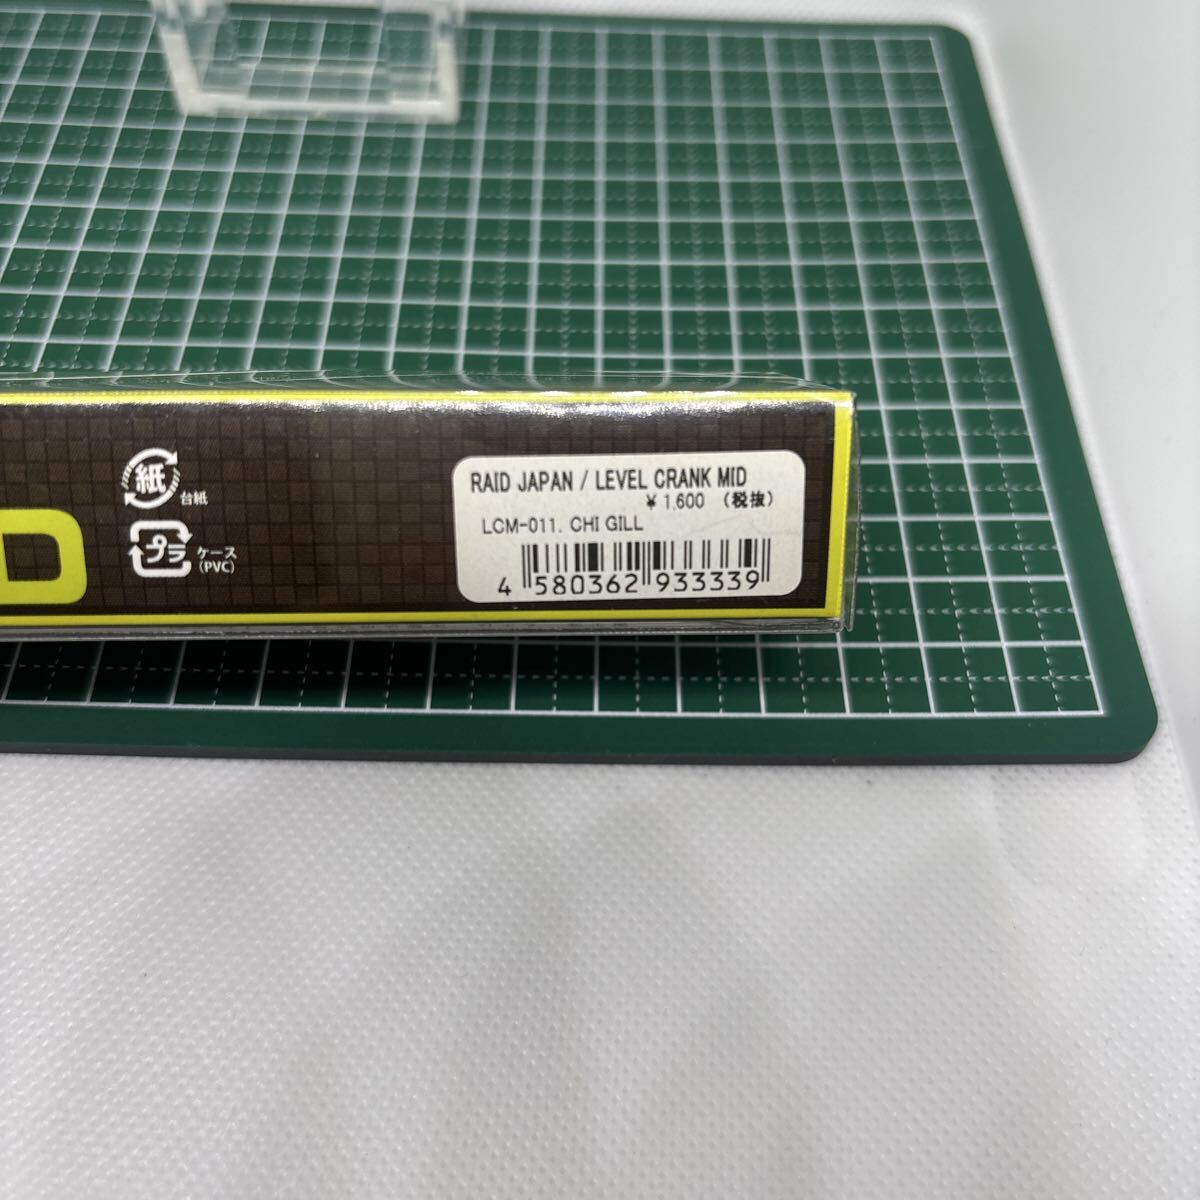 D
紙
台紙
プラ
ケース
(PVC)
RAID JAPAN / LEVEL CRANK MID
¥ 1,600 (税抜)
LCM-011. CHI GILL
4 580362 933339